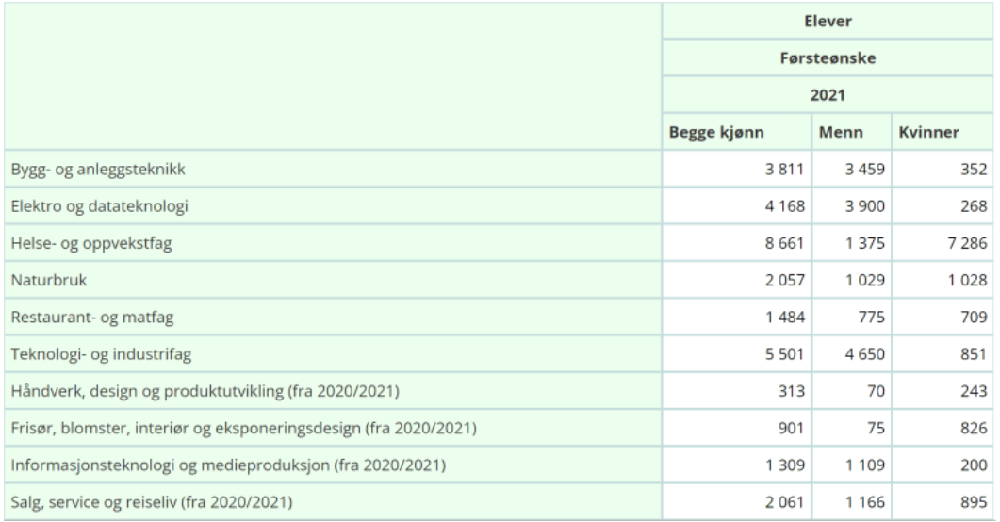 Elever
Førsteønske
2021
Begge kjønn Menn Kvinner
Bygg- og anleggsteknikk 3 811 3 459 352
Elektro og datateknologi 4 168 3 900 268
Helse- og oppvekstfag 8 661 1 375 7 286
Naturbruk 2 057 1 029 1 028
Restaurant- og matfag 1 484 775 709
Teknologi- og industrifag 5 501 4 650 851
Håndverk, design og produktutvikling (fra 2020/2021) 313 70 243
Frisør, blomster, interiør og eksponeringsdesign (fra 2020/2021) 901 75 826
Informasjonsteknologi og medieproduksjon (fra 2020/2021) 1 309 1 109 200
Salg, service og reiseliv (fra 2020/2021) 2 061 1 166 895